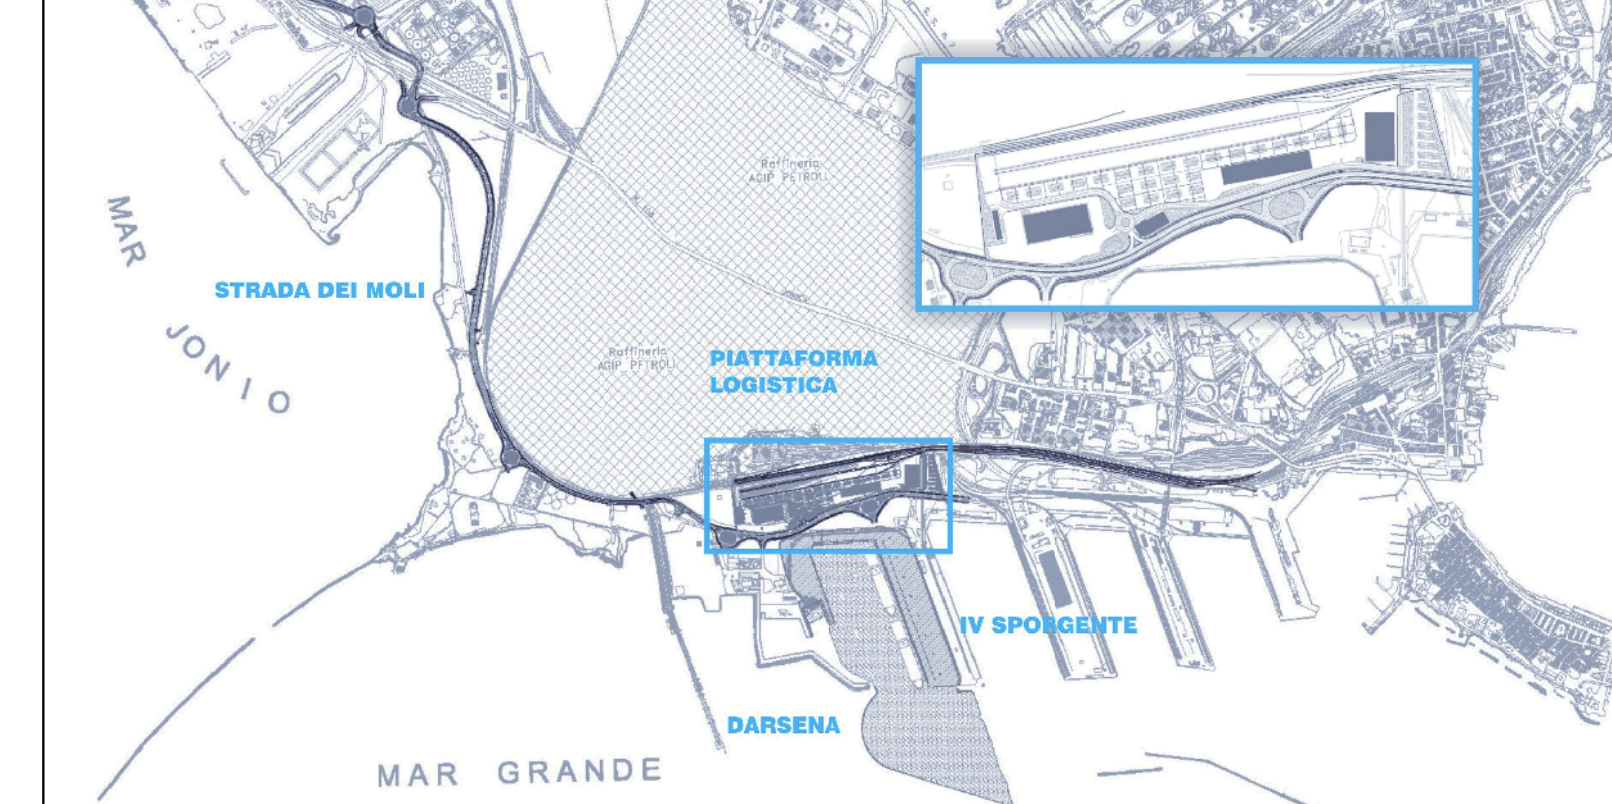 Raffineria
AGIP PETROLI
MAR
JONIO
STRADA DEI MOLI
Raffineria
AGIP PETROLI
PIATTAFORMA
LOGISTICA
IV SPORGENTE
DARSENA
MAR GRANDE